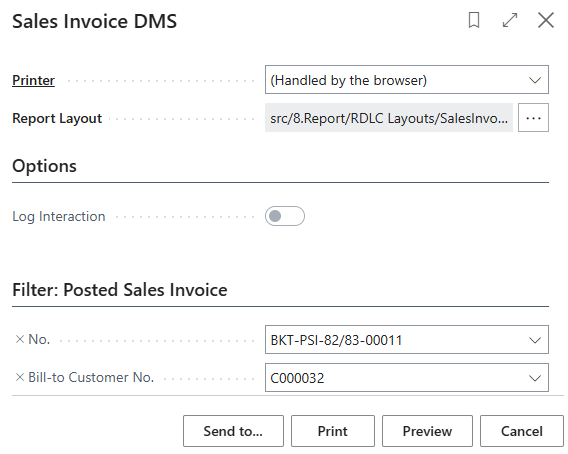 Sales Invoice DMS
Printer (Handled by the browser)
Report Layout src/8.Report/RDLC Layouts/SalesInvo... ...
Options
Log Interaction
Filter: Posted Sales Invoice
× No. BKT-PSI-82/83-00011
× Bill-to Customer No. C000032
Send to... Print Preview Cancel